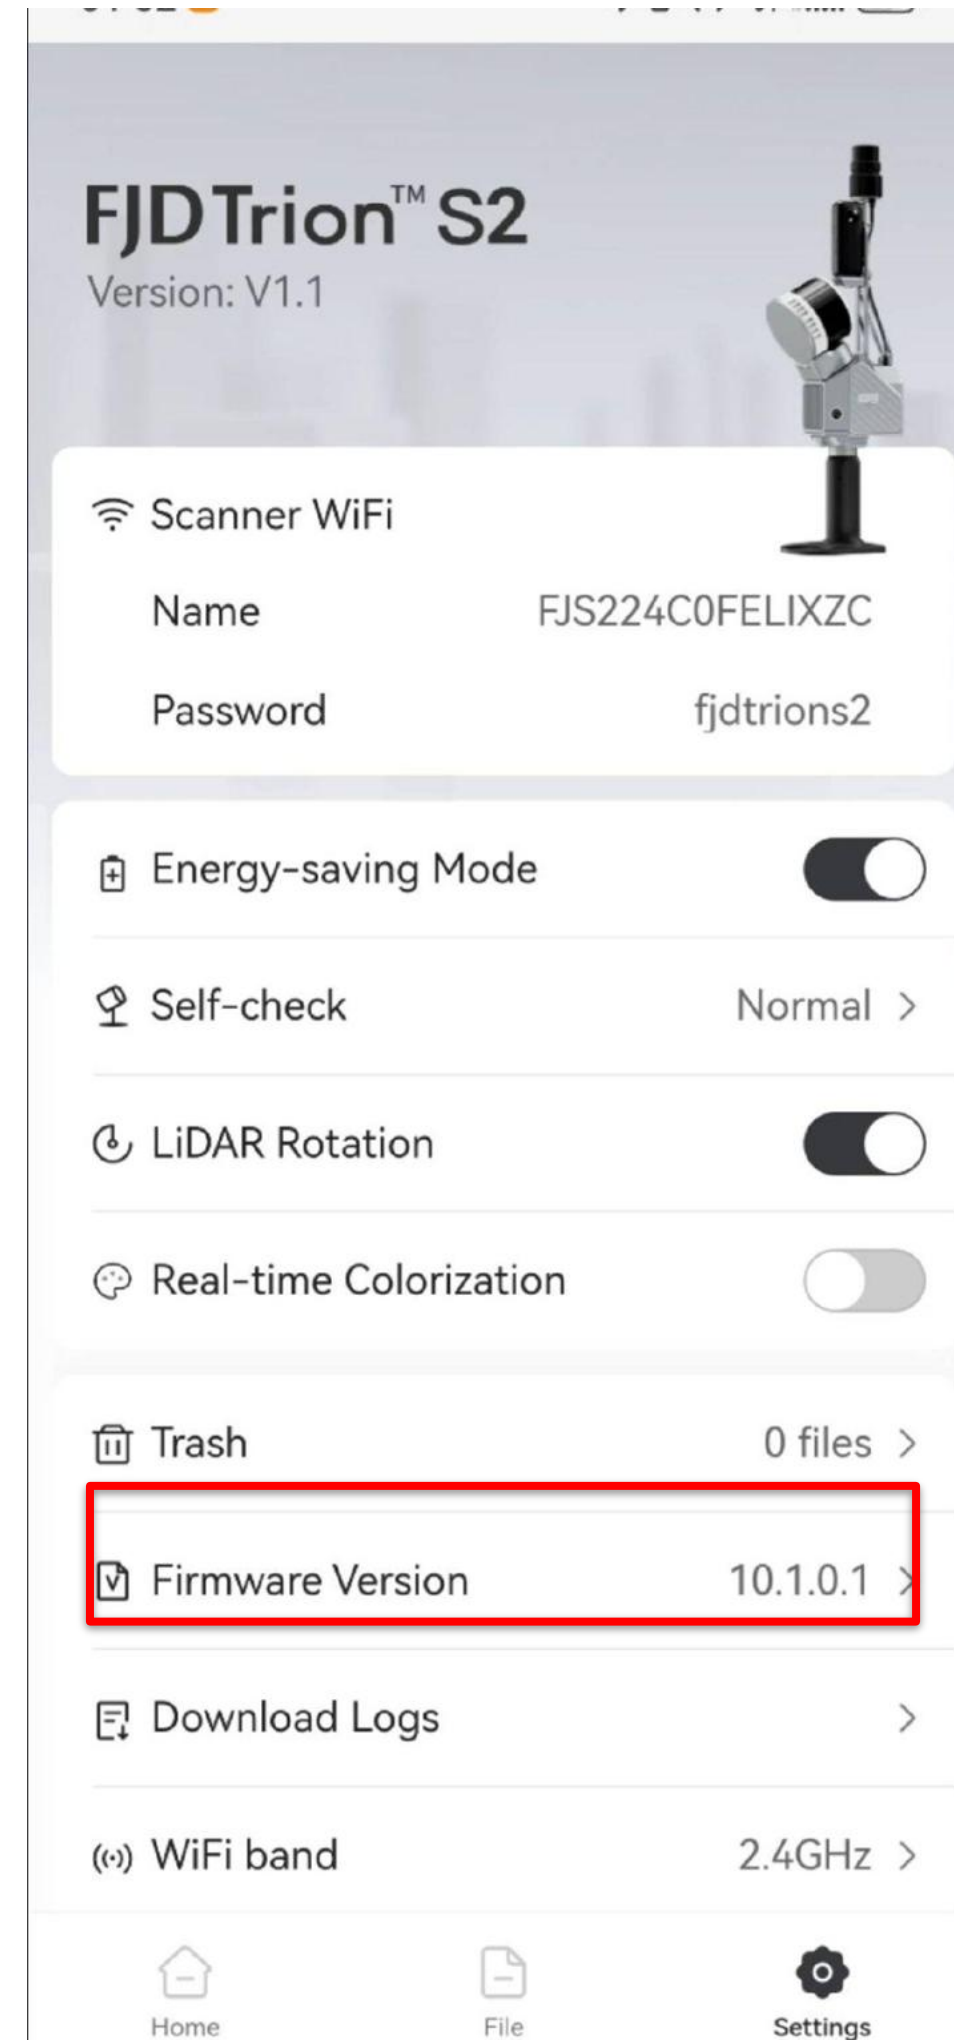 FJD Trion™ S2
Version: V1.1
Scanner WiFi
Name FJS224C0FELIXZC
Password fjdtrions2
Energy-saving Mode
Self-check Normal
LiDAR Rotation
Real-time Colorization
Trash 0 files
Firmware Version 10.1.0.1
Download Logs
WiFi band 2.4GHz
Home File Settings